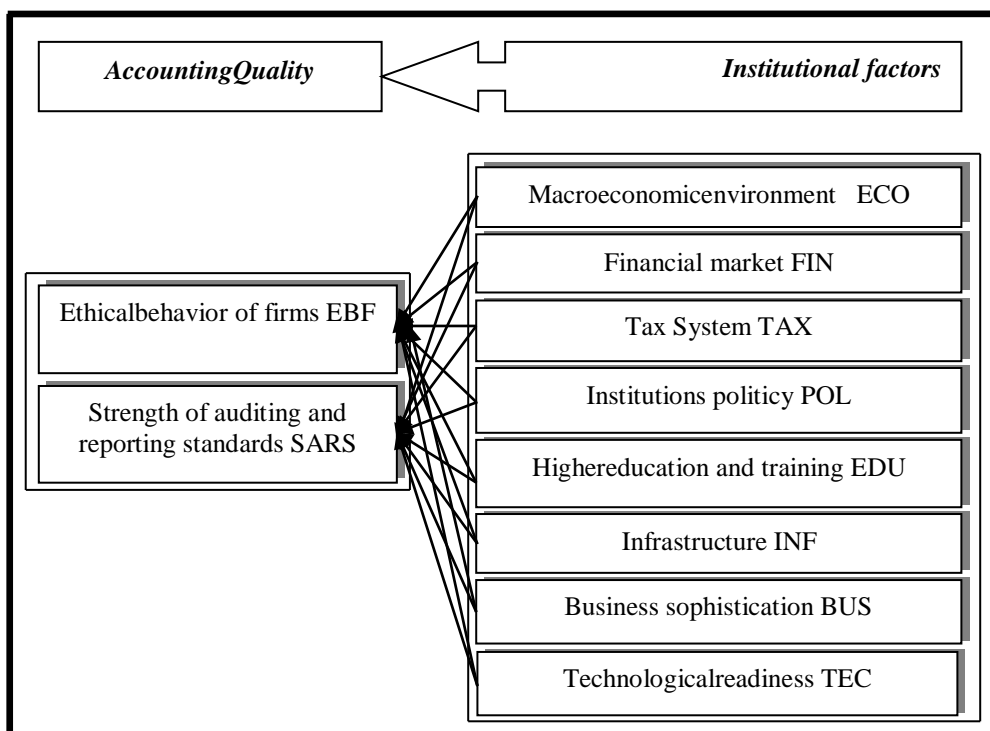 AccountingQuality
Institutional factors
Ethicalbehavior of firms EBF
Strength of auditing and
reporting standards SARS
Macroeconomicenvironment ECO
Financial market FIN
Tax System TAX
Institutions politicy POL
Highereducation and training EDU
Infrastructure INF
Business sophistication BUS
Technologicalreadiness TEC